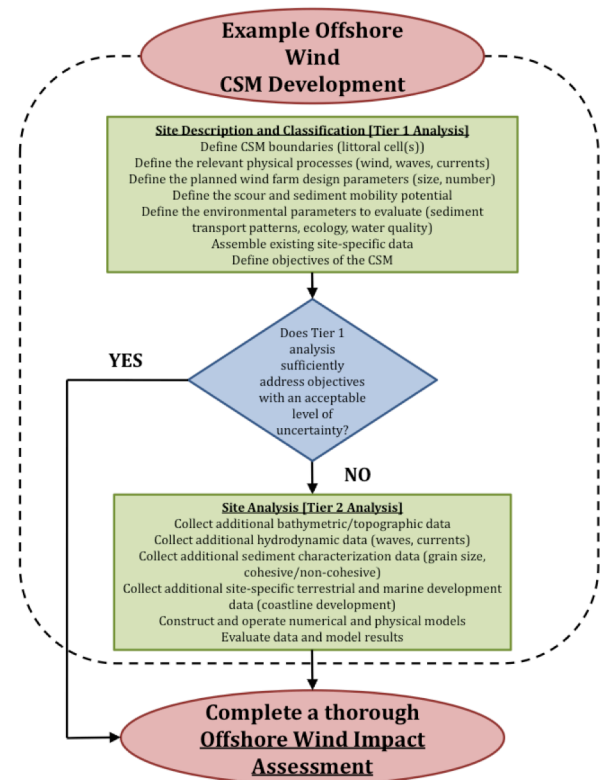 Example Offshore
Wind
CSM Development
Site Description and Classification [Tier 1 Analysis]
Define CSM boundaries (littoral cell(s))
Define the relevant physical processes (wind, waves, currents)
Define the planned wind farm design parameters (size, number)
Define the scour and sediment mobility potential
Define the environmental parameters to evaluate (sediment
transport patterns, ecology, water quality)
Assemble existing site-specific data
Define objectives of the CSM
Does Tier 1
analysis
sufficiently
address objectives
with an acceptable
level of
uncertainty?
YES
NO
Site Analysis [Tier 2 Analysis]
Collect additional bathymetric/topographic data
Collect additional hydrodynamic data (waves, currents)
Collect additional sediment characterization data (grain size,
cohesive/non-cohesive)
Collect additional site-specific terrestrial and marine development
data (coastline development)
Construct and operate numerical and physical models
Evaluate data and model results
Complete a thorough
Offshore Wind Impact
Assessment